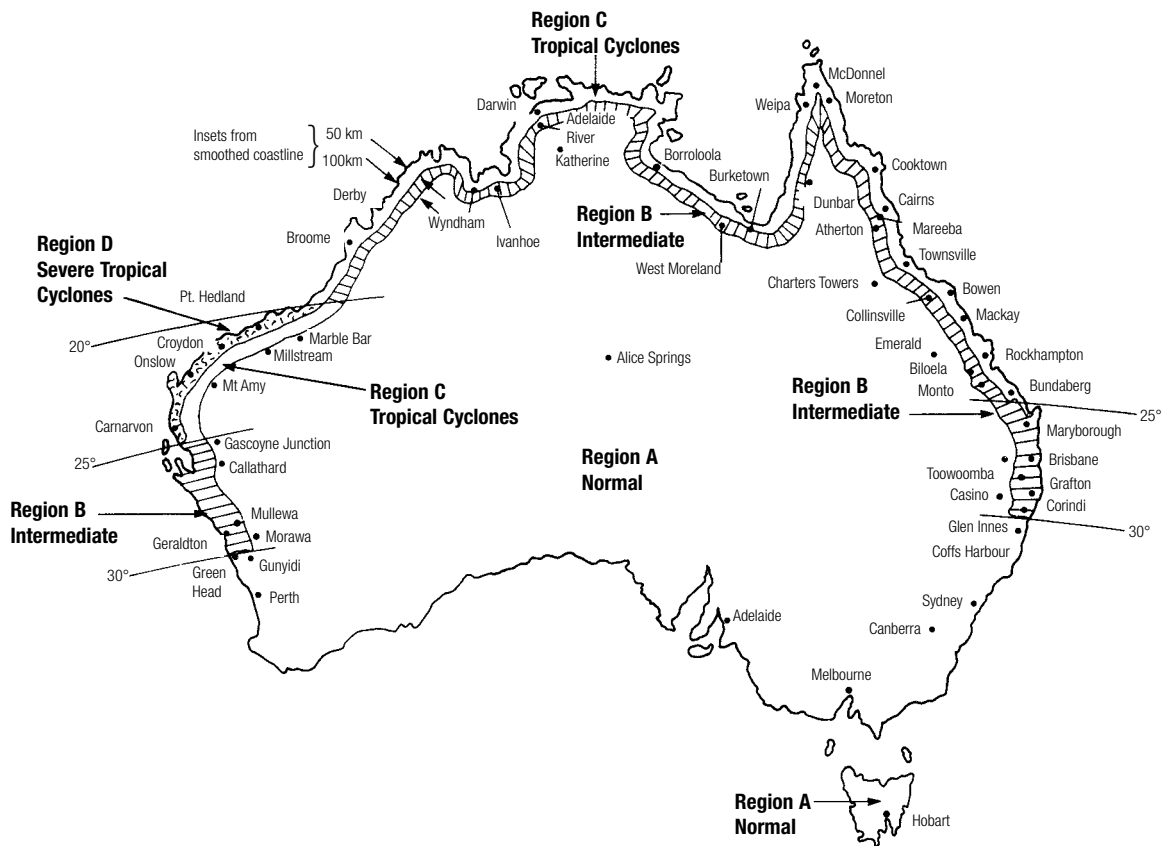 Region C
Tropical Cyclones
McDonnel
Moreton
Weipa
Darwin
Adelaide
River
Katherine
Insets from
smoothed coastline
50 km
100km
Borroloola
Burketown
Cooktown
Derby
Wyndham
Ivanhoe
Region B
Intermediate
Dunbar
Cairns
Atherton
Mareeba
Broome
West Moreland
Townsville
Region D
Severe Tropical
Cyclones
Charters Towers
Bowen
Pt. Hedland
Collinsville
Mackay
20°
Croydon
Marble Bar
Millstream
Onslow
Alice Springs
Emerald
Rockhampton
Biloela
Mt Amy
Region C
Tropical Cyclones
Region B
Intermediate
Monto
Bundaberg
25°
Carnarvon
Maryborough
Gascoyne Junction
25°
Callathard
Region A
Normal
Toowoomba
Brisbane
Grafton
Casino
Corindi
Region B
Intermediate
Mullewa
Geraldton
Morawa
Glen Innes
30°
Coffs Harbour
30°
Green
Head
Gunyidi
Perth
Sydney
Adelaide
Canberra
Melbourne
Region A
Normal
Hobart